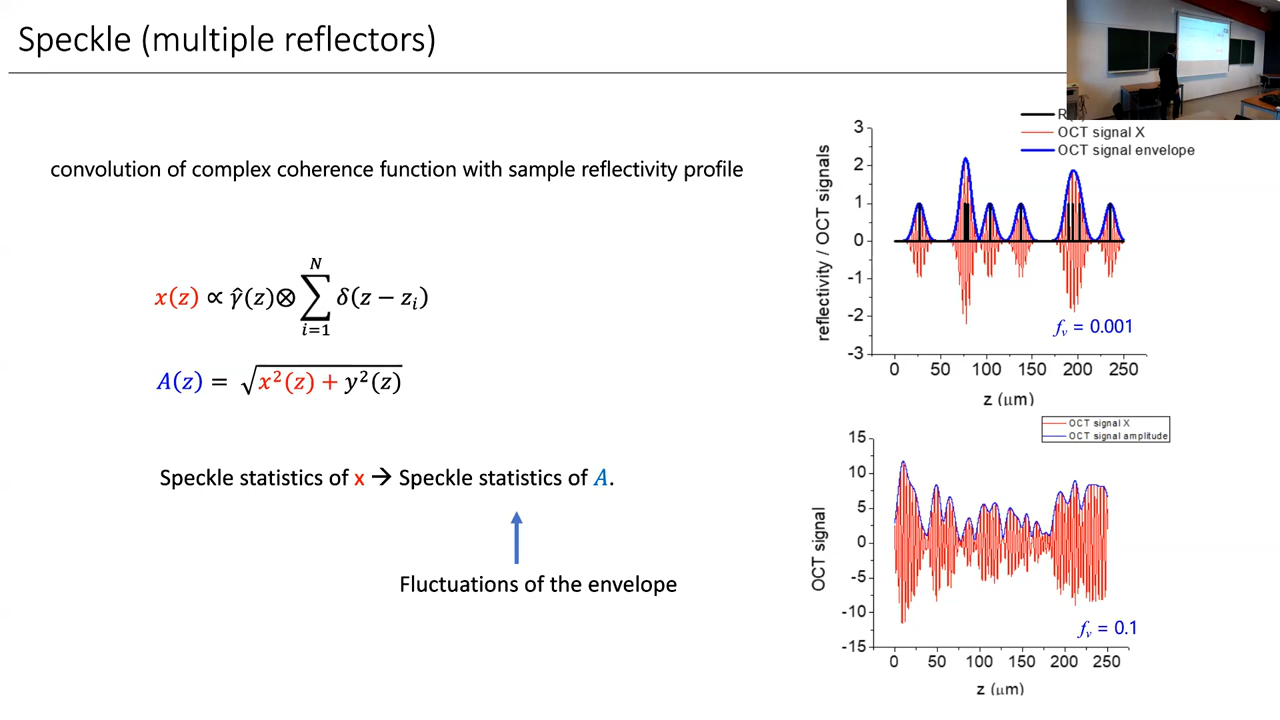 Speckle (multiple reflectors)
convolution of complex coherence function with sample reflectivity profile
x(z) ∝ γ̂(z)⊗ ∑_{i=1}^{N} δ(z − z_i)
A(z) = √(x²(z) + y²(z))
Speckle statistics of x → Speckle statistics of A.
Fluctuations of the envelope
OCT signal X
OCT signal envelope
reflectivity / OCT signals
3
2
1
0
-1
-2
-3
f_v = 0.001
0 50 100 150 200 250
z (μm)
OCT signal X
OCT signal amplitude
OCT signal
15
10
5
0
-5
-10
-15
f_v = 0.1
0 50 100 150 200 250
z (μm)